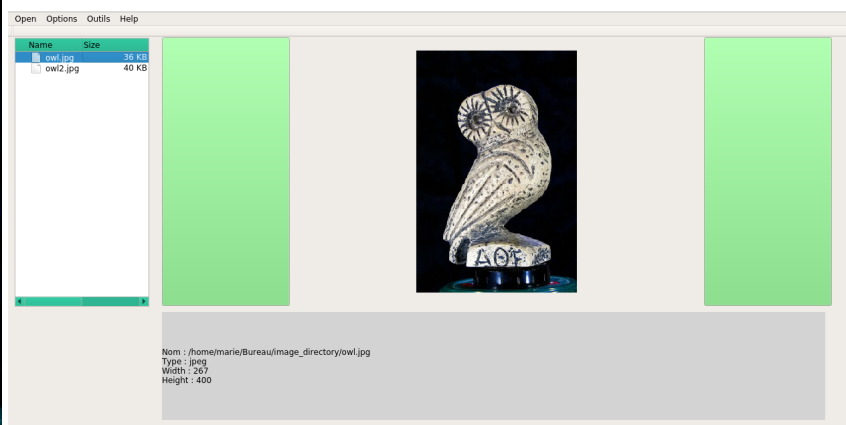 Open Options Outils Help
Name Size
owl.jpg 36 KB
owl2.jpg 40 KB
ΑΘΕ
Nom : /home/marie/Bureau/image_directory/owl.jpg
Type : jpeg
Width : 267
Height : 400